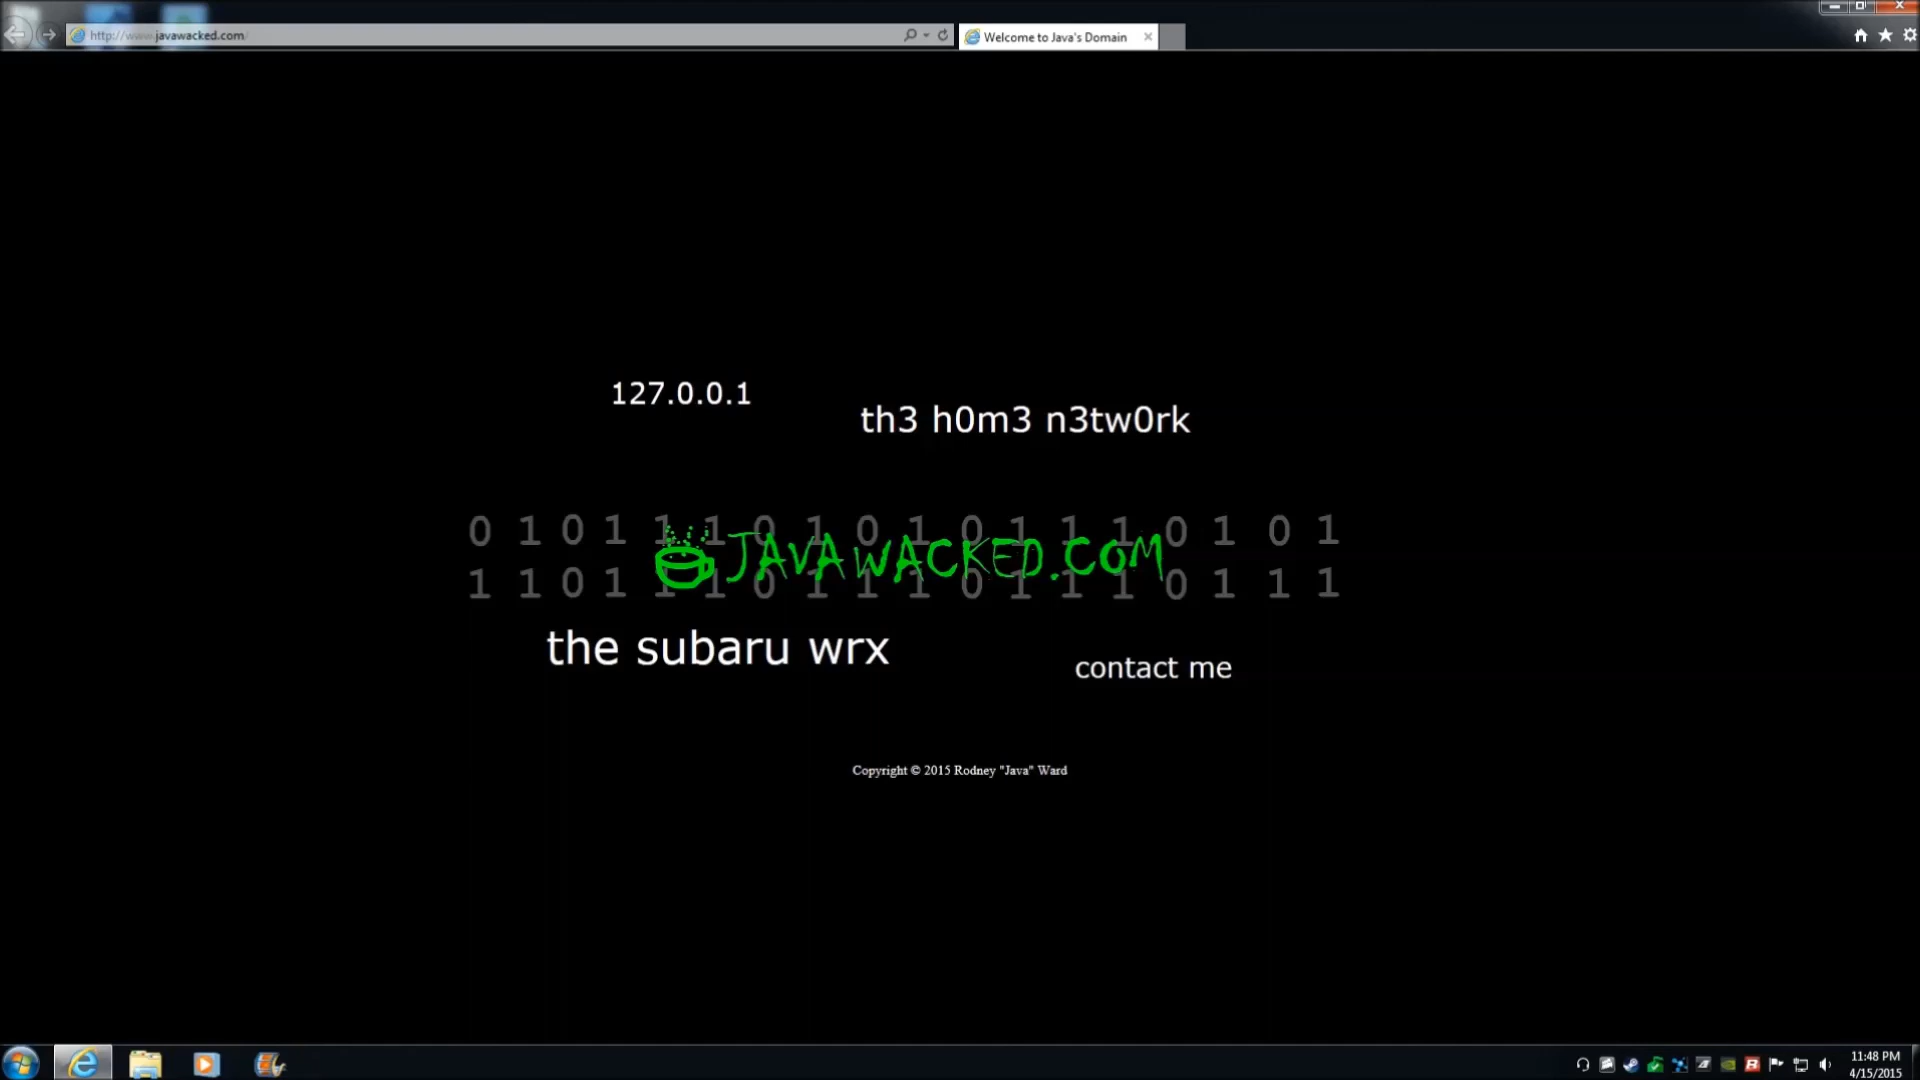 http://www.javawacked.com/
Welcome to Java's Domain
127.0.0.1
th3 h0m3 n3tw0rk
0 1 0 1 1 1 0 1 0 1 0 1 1 1 0 1 0 1
JAVAWACKED.COM
1 1 0 1 1 1 0 1 1 1 0 1 1 1 0 1 1 1
the subaru wrx
contact me
Copyright © 2015 Rodney "Java" Ward
11:48 PM
4/15/2015